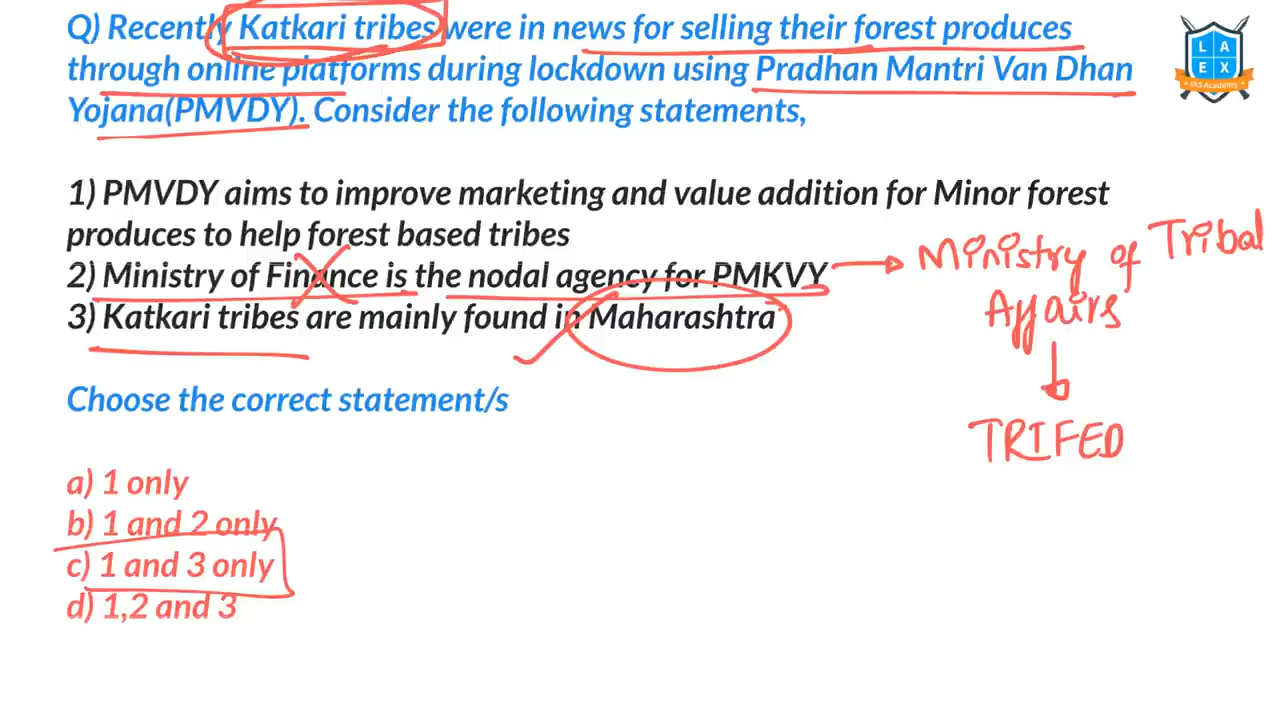 Q) Recently Katkari tribes were in news for selling their forest produces
through online platforms during lockdown using Pradhan Mantri Van Dhan
Yojana(PMVDY). Consider the following statements,
1) PMVDY aims to improve marketing and value addition for Minor forest
produces to help forest based tribes
2) Ministry of Finance is the nodal agency for PMKVY
3) Katkari tribes are mainly found in Maharashtra
Ministry of Tribal
Affairs
TRIFED
Choose the correct statement/s
a) 1 only
b) 1 and 2 only
c) 1 and 3 only
d) 1,2 and 3
L A
E X
IAS Academy